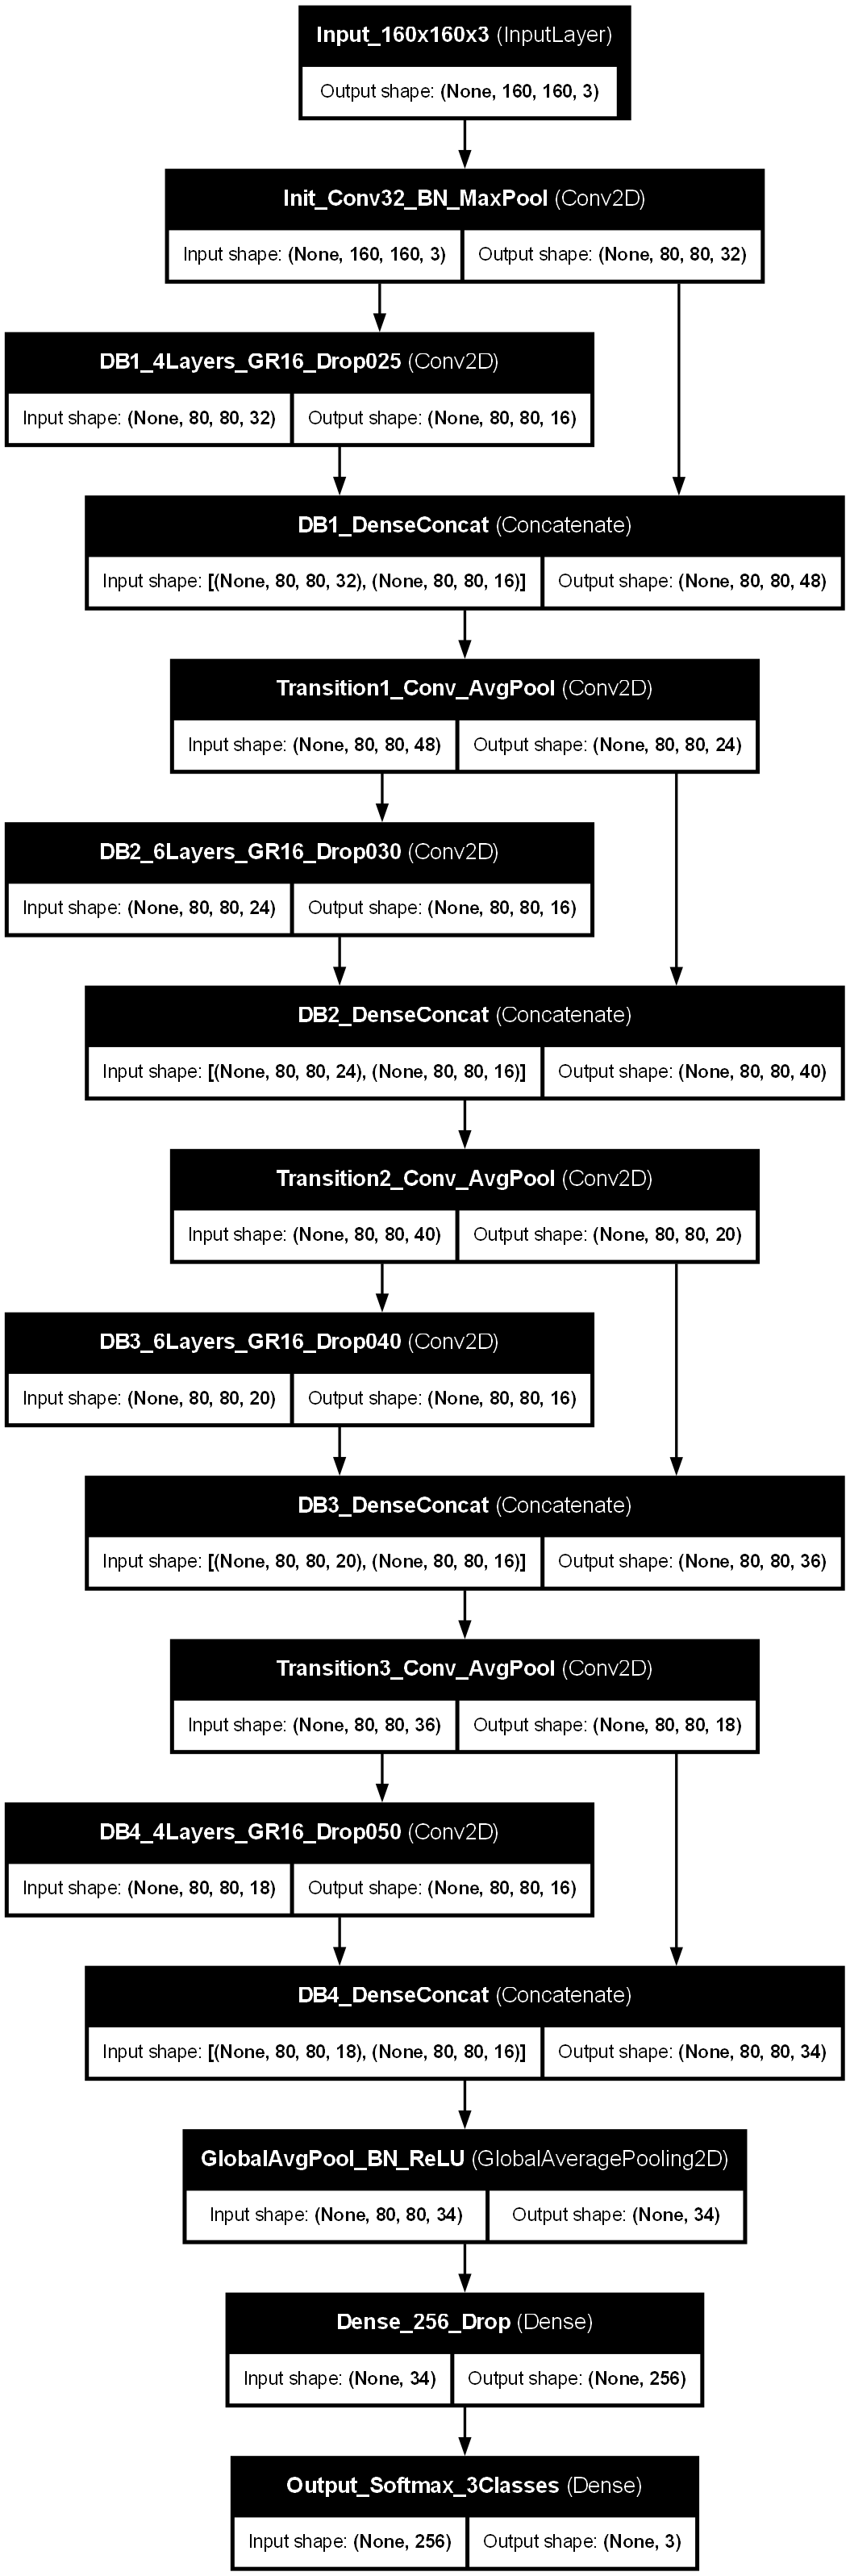 Input_160x160x3 (InputLayer)
Output shape: (None, 160, 160, 3)
Init_Conv32_BN_MaxPool (Conv2D)
Input shape: (None, 160, 160, 3) Output shape: (None, 80, 80, 32)
DB1_4Layers_GR16_Drop025 (Conv2D)
Input shape: (None, 80, 80, 32) Output shape: (None, 80, 80, 16)
DB1_DenseConcat (Concatenate)
Input shape: [(None, 80, 80, 32), (None, 80, 80, 16)] Output shape: (None, 80, 80, 48)
Transition1_Conv_AvgPool (Conv2D)
Input shape: (None, 80, 80, 48) Output shape: (None, 80, 80, 24)
DB2_6Layers_GR16_Drop030 (Conv2D)
Input shape: (None, 80, 80, 24) Output shape: (None, 80, 80, 16)
DB2_DenseConcat (Concatenate)
Input shape: [(None, 80, 80, 24), (None, 80, 80, 16)] Output shape: (None, 80, 80, 40)
Transition2_Conv_AvgPool (Conv2D)
Input shape: (None, 80, 80, 40) Output shape: (None, 80, 80, 20)
DB3_6Layers_GR16_Drop040 (Conv2D)
Input shape: (None, 80, 80, 20) Output shape: (None, 80, 80, 16)
DB3_DenseConcat (Concatenate)
Input shape: [(None, 80, 80, 20), (None, 80, 80, 16)] Output shape: (None, 80, 80, 36)
Transition3_Conv_AvgPool (Conv2D)
Input shape: (None, 80, 80, 36) Output shape: (None, 80, 80, 18)
DB4_4Layers_GR16_Drop050 (Conv2D)
Input shape: (None, 80, 80, 18) Output shape: (None, 80, 80, 16)
DB4_DenseConcat (Concatenate)
Input shape: [(None, 80, 80, 18), (None, 80, 80, 16)] Output shape: (None, 80, 80, 34)
GlobalAvgPool_BN_ReLU (GlobalAveragePooling2D)
Input shape: (None, 80, 80, 34) Output shape: (None, 34)
Dense_256_Drop (Dense)
Input shape: (None, 34) Output shape: (None, 256)
Output_Softmax_3Classes (Dense)
Input shape: (None, 256) Output shape: (None, 3)